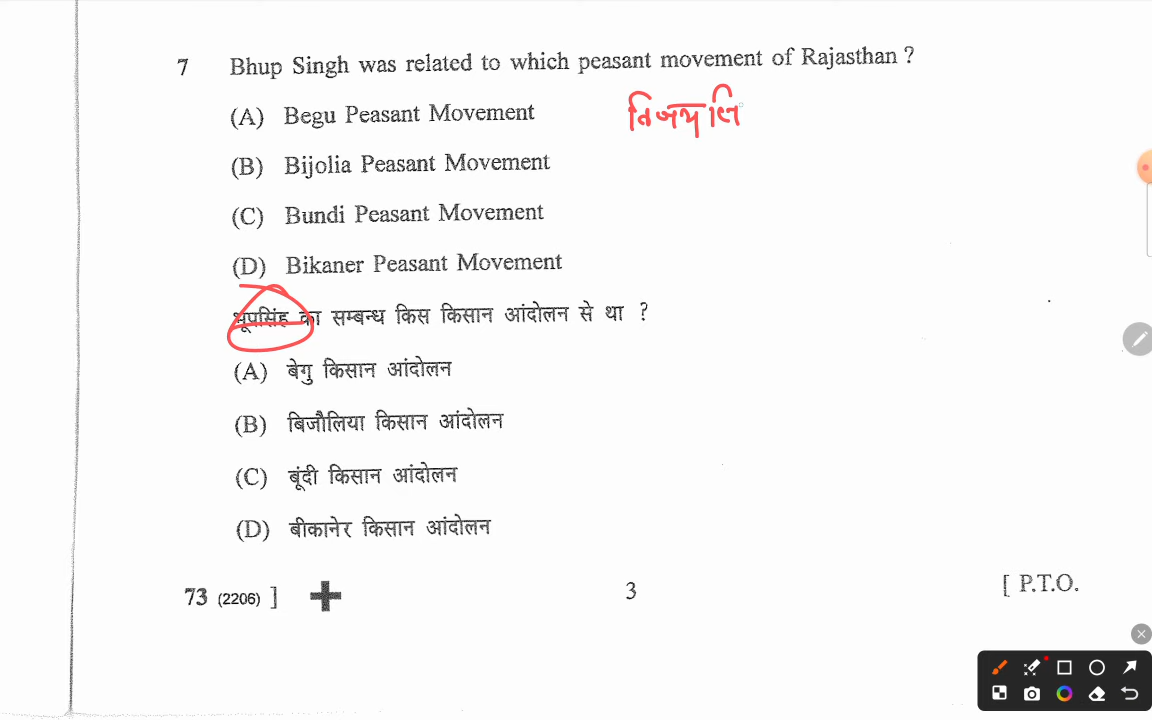 7 Bhup Singh was related to which peasant movement of Rajasthan ?
(A) Begu Peasant Movement
विजयसि
(B) Bijolia Peasant Movement
(C) Bundi Peasant Movement
(D) Bikaner Peasant Movement
भूपसिंह का सम्बन्ध किस किसान आंदोलन से था ?
(A) बेगु किसान आंदोलन
(B) बिजौलिया किसान आंदोलन
(C) बूंदी किसान आंदोलन
(D) बीकानेर किसान आंदोलन
73 (2206) ]
3
[ P.T.O.